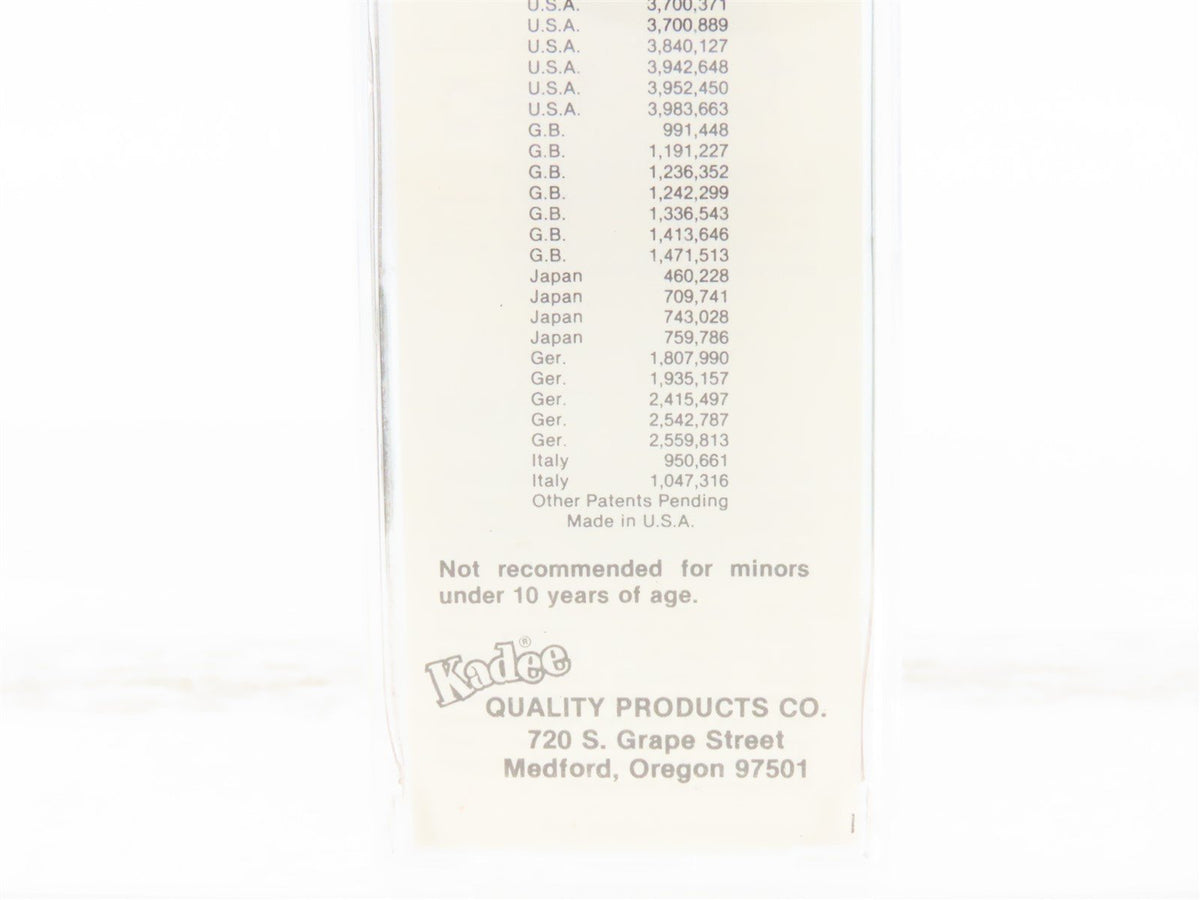 U.S.A. 3,700,371
U.S.A. 3,700,889
U.S.A. 3,840,127
U.S.A. 3,942,648
U.S.A. 3,952,450
U.S.A. 3,983,663
G.B. 991,448
G.B. 1,191,227
G.B. 1,236,352
G.B. 1,242,299
G.B. 1,336,543
G.B. 1,413,646
G.B. 1,471,513
Japan 460,228
Japan 709,741
Japan 743,028
Japan 759,786
Ger. 1,807,990
Ger. 1,935,157
Ger. 2,415,497
Ger. 2,542,787
Ger. 2,559,813
Italy 950,661
Italy 1,047,316
Other Patents Pending
Made in U.S.A.
Not recommended for minors
under 10 years of age.
Kadee®
QUALITY PRODUCTS CO.
720 S. Grape Street
Medford, Oregon 97501